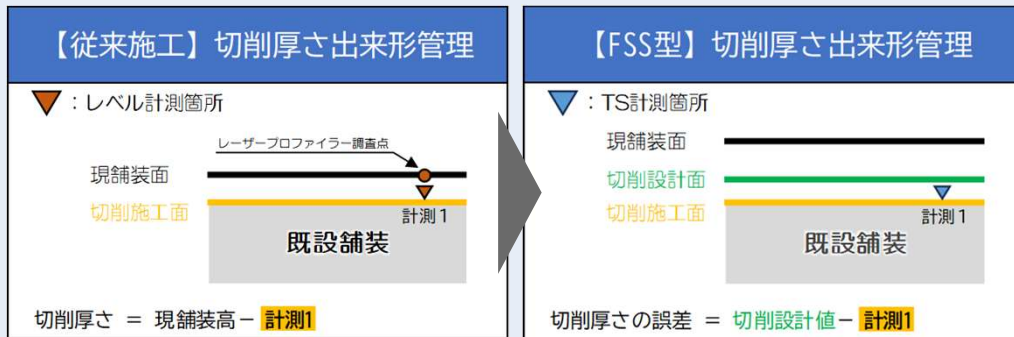 【従来施工】切削厚さ出来形管理
▼：レベル計測箇所
レーザープロファイラー調査点
現舗装面
切削施工面
計測1
既設舗装
切削厚さ ＝ 現舗装高－ 計測1
【FSS型】切削厚さ出来形管理
▼：TS計測箇所
現舗装面
切削設計面
切削施工面
計測1
既設舗装
切削厚さの誤差 ＝ 切削設計値－ 計測1